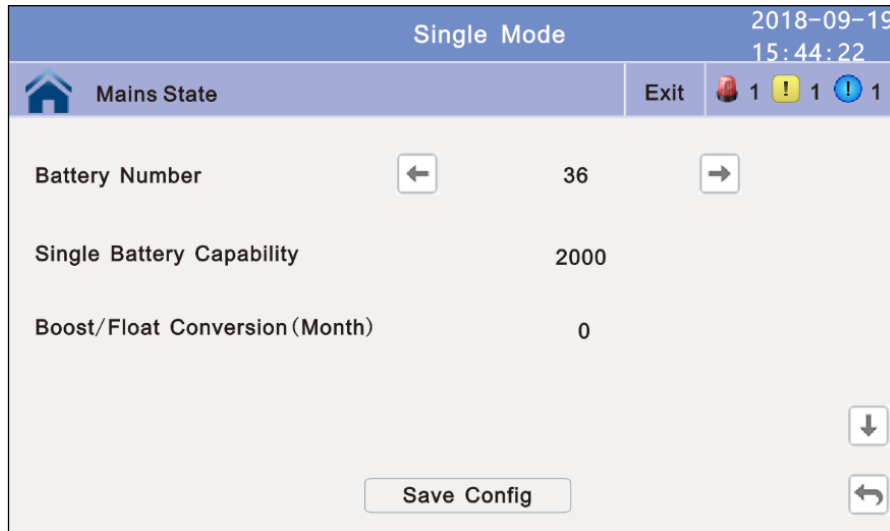 Single Mode
2018-09-19
15:44:22
Mains State
Exit
1 ! 1 ! 1
Battery Number
36
Single Battery Capability
2000
Boost/Float Conversion(Month)
0
Save Config